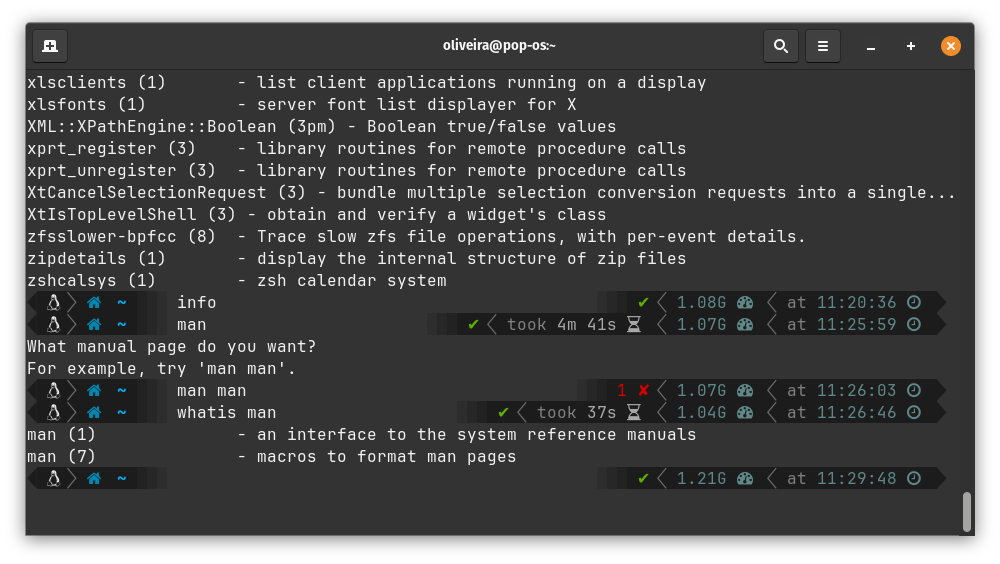 oliveira@pop-os:~
xlsclients (1)       - list client applications running on a display
xlsfonts (1)         - server font list displayer for X
XML::XPathEngine::Boolean (3pm) - Boolean true/false values
xprt_register (3)    - library routines for remote procedure calls
xprt_unregister (3)  - library routines for remote procedure calls
XtCancelSelectionRequest (3) - bundle multiple selection conversion requests into a single...
XtIsTopLevelShell (3) - obtain and verify a widget's class
zfsslower-bpfcc (8)  - Trace slow zfs file operations, with per-event details.
zipdetails (1)       - display the internal structure of zip files
zshcalsys (1)        - zsh calendar system
~ info ✔ 1.08G at 11:20:36
~ man ✔ took 4m 41s 1.07G at 11:25:59
What manual page do you want?
For example, try 'man man'.
~ man man 1 ✘ 1.07G at 11:26:03
~ whatis man ✔ took 37s 1.04G at 11:26:46
man (1)              - an interface to the system reference manuals
man (7)              - macros to format man pages
~ ✔ 1.21G at 11:29:48